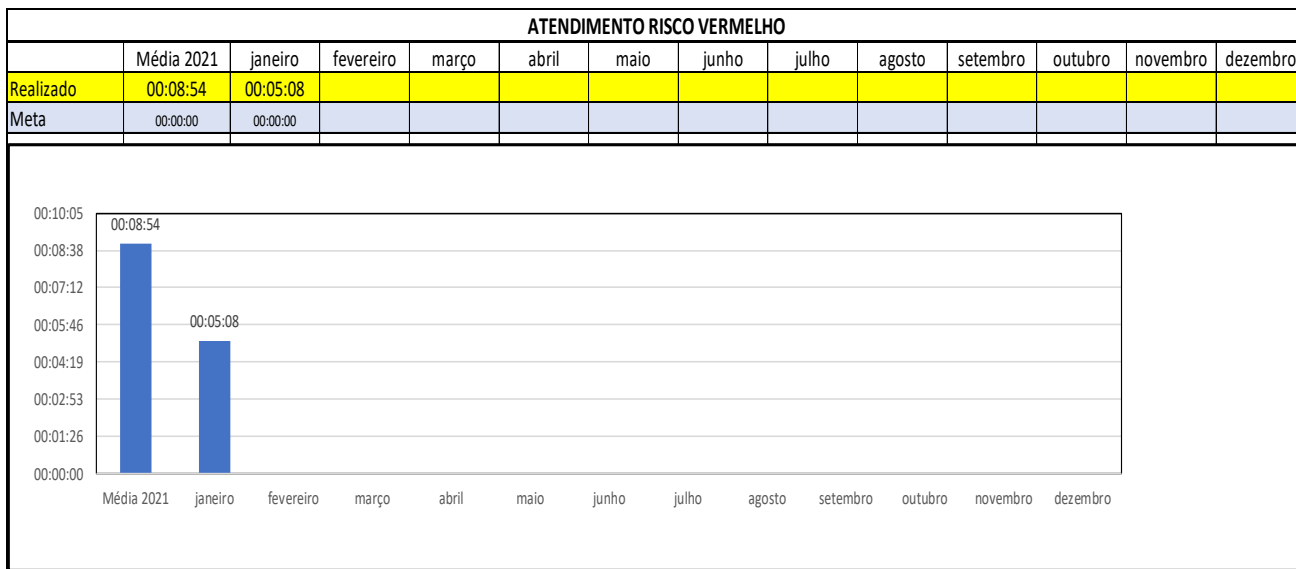 ATENDIMENTO RISCO VERMELHO
Média 2021 janeiro fevereiro março abril maio junho julho agosto setembro outubro novembro dezembro
Realizado 00:08:54 00:05:08
Meta 00:00:00 00:00:00
00:10:05
00:08:54
00:08:38
00:07:12
00:05:46
00:05:08
00:04:19
00:02:53
00:01:26
00:00:00
Média 2021 janeiro fevereiro março abril maio junho julho agosto setembro outubro novembro dezembro